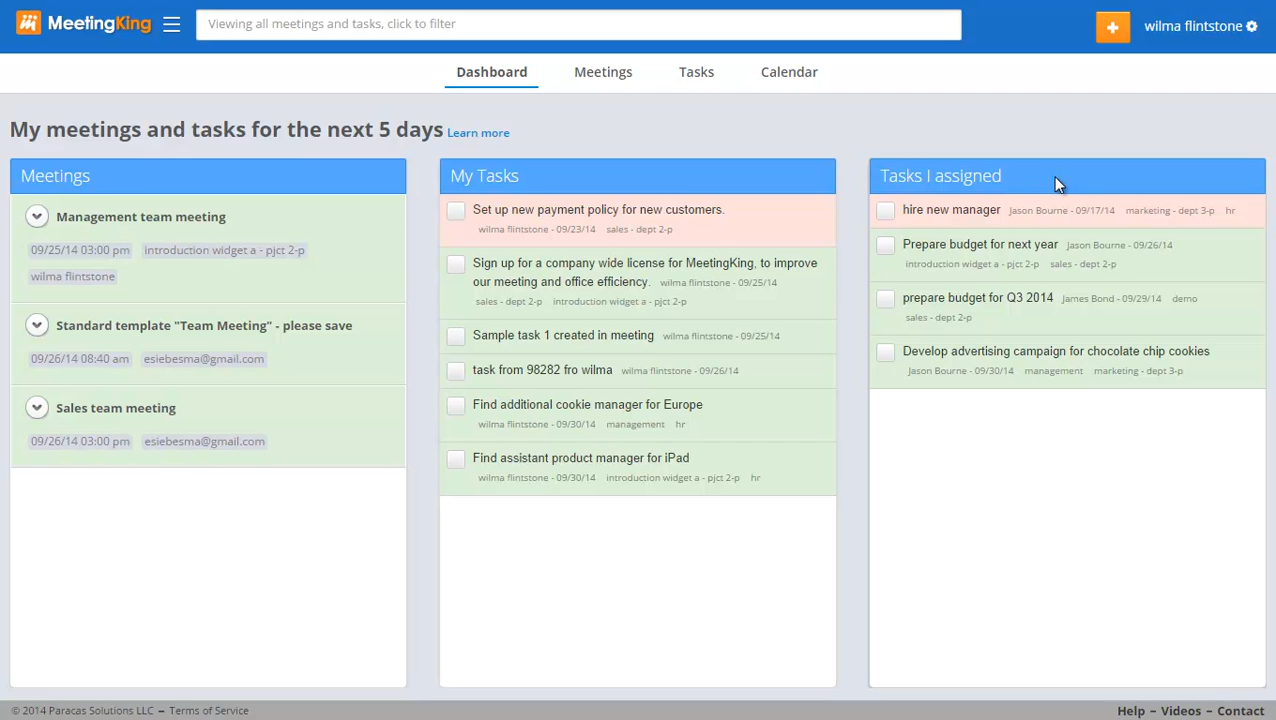 MeetingKing
Viewing all meetings and tasks, click to filter
wilma flintstone
Dashboard
Meetings
Tasks
Calendar
My meetings and tasks for the next 5 days Learn more
Meetings
Management team meeting
09/25/14 03:00 pm introduction widget a - pjct 2-p
wilma flintstone
Standard template "Team Meeting" - please save
09/26/14 08:40 am esiebesma@gmail.com
Sales team meeting
09/26/14 03:00 pm esiebesma@gmail.com
My Tasks
Set up new payment policy for new customers.
wilma flintstone - 09/23/14 sales - dept 2-p
Sign up for a company wide license for MeetingKing, to improve
our meeting and office efficiency. wilma flintstone - 09/25/14
sales - dept 2-p introduction widget a - pjct 2-p
Sample task 1 created in meeting wilma flintstone - 09/25/14
task from 98282 fro wilma wilma flintstone - 09/26/14
Find additional cookie manager for Europe
wilma flintstone - 09/30/14 management hr
Find assistant product manager for iPad
wilma flintstone - 09/30/14 introduction widget a - pjct 2-p hr
Tasks I assigned
hire new manager Jason Bourne - 09/17/14 marketing - dept 3-p hr
Prepare budget for next year Jason Bourne - 09/26/14
introduction widget a - pjct 2-p sales - dept 2-p
prepare budget for Q3 2014 James Bond - 09/29/14 demo
sales - dept 2-p
Develop advertising campaign for chocolate chip cookies
Jason Bourne - 09/30/14 management marketing - dept 3-p
© 2014 Paracas Solutions LLC – Terms of Service
Help – Videos – Contact